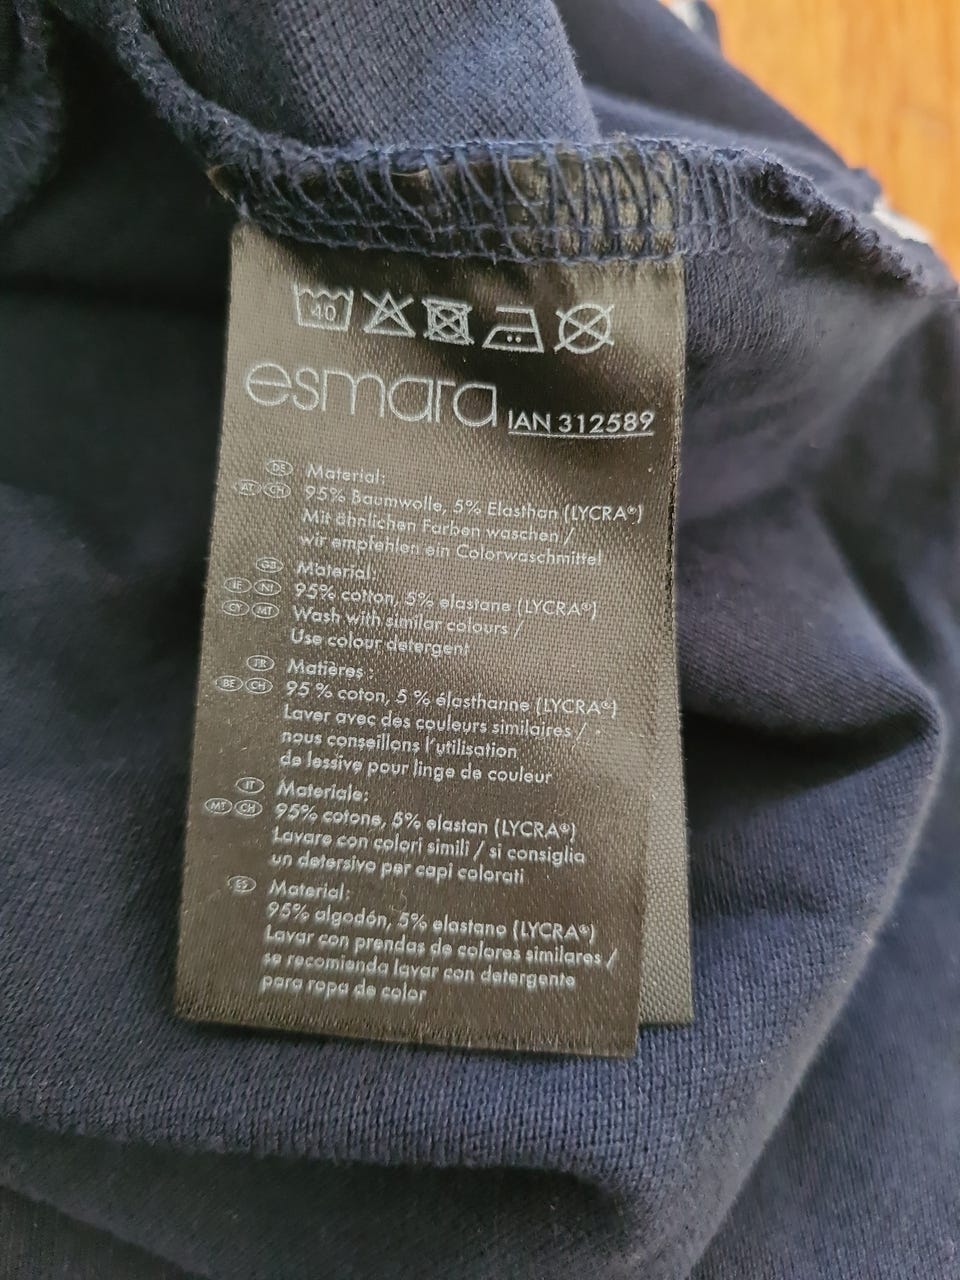 40
esmara IAN 312589
DE Material:
AT CH 95% Baumwolle, 5% Elasthan (LYCRA®)
Mit ähnlichen Farben waschen /
wir empfehlen ein Colorwaschmittel
GB Material:
IE NI 95% cotton, 5% elastane (LYCRA®)
CY MT Wash with similar colours /
Use colour detergent
FR Matières :
BE CH 95 % coton, 5 % élasthanne (LYCRA®)
Laver avec des couleurs similaires /
nous conseillons l'utilisation
de lessive pour linge de couleur
IT Materiale:
MT CH 95% cotone, 5% elastan (LYCRA®)
Lavare con colori simili / si consiglia
un detersivo per capi colorati
ES Material:
95% algodón, 5% elastano (LYCRA®)
Lavar con prendas de colores similares /
se recomienda lavar con detergente
para ropa de color